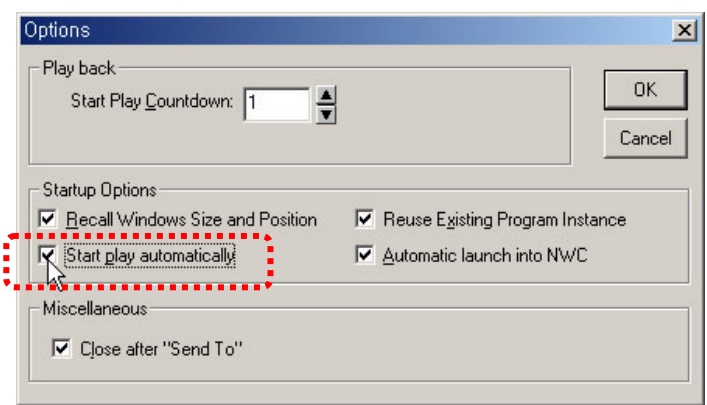 Options
Play back
Start Play Countdown: 1
OK
Cancel
Startup Options
Recall Windows Size and Position
Reuse Existing Program Instance
Start play automatically
Automatic launch into NWC
Miscellaneous
Close after "Send To"